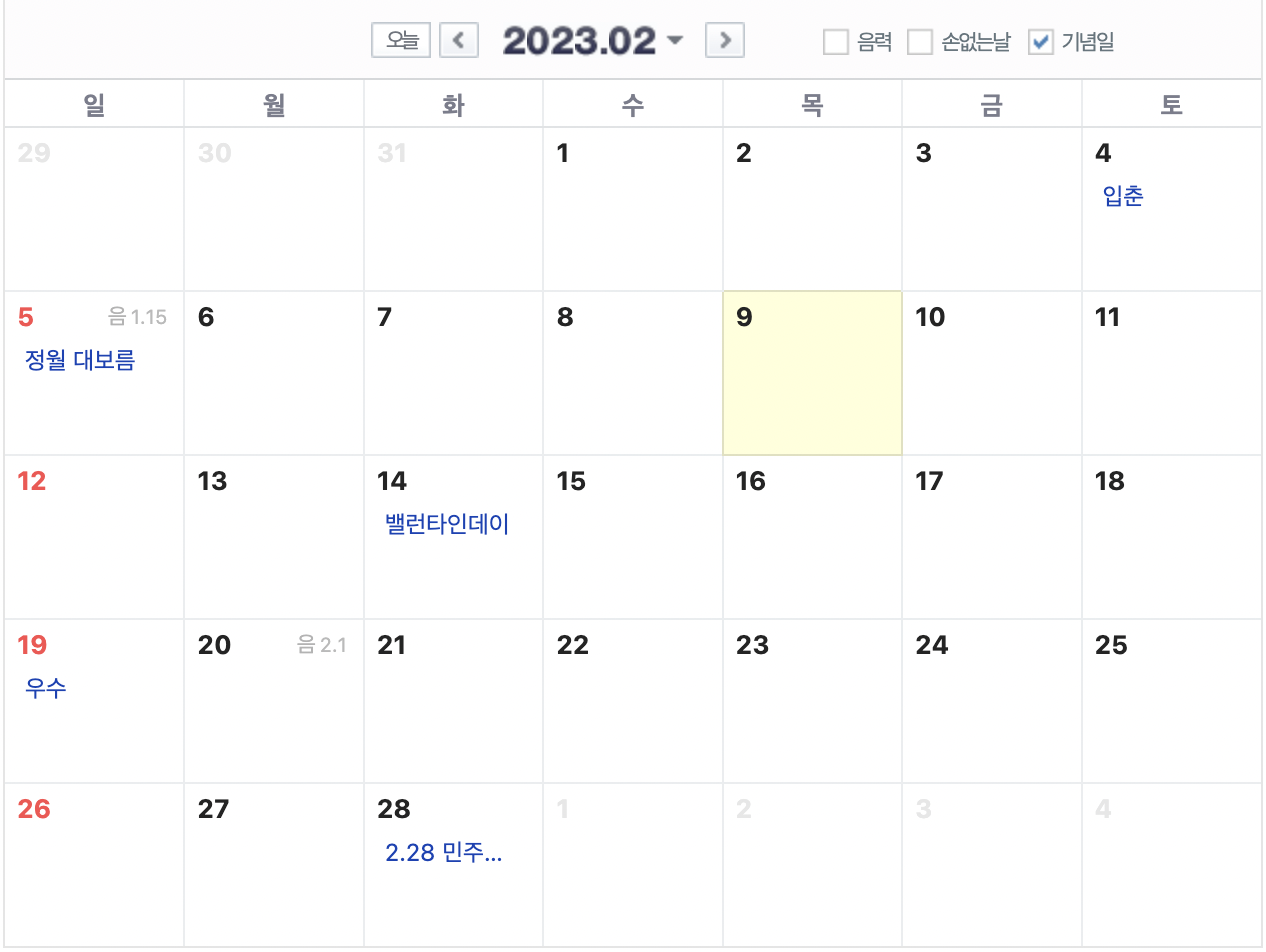 오늘 2023.02 음력 손없는날 기념일
일 월 화 수 목 금 토
29 30 31 1 2 3 4
입춘
5 음 1.15 6 7 8 9 10 11
정월 대보름
12 13 14 15 16 17 18
밸런타인데이
19 20 음 2.1 21 22 23 24 25
우수
26 27 28 1 2 3 4
2.28 민주...